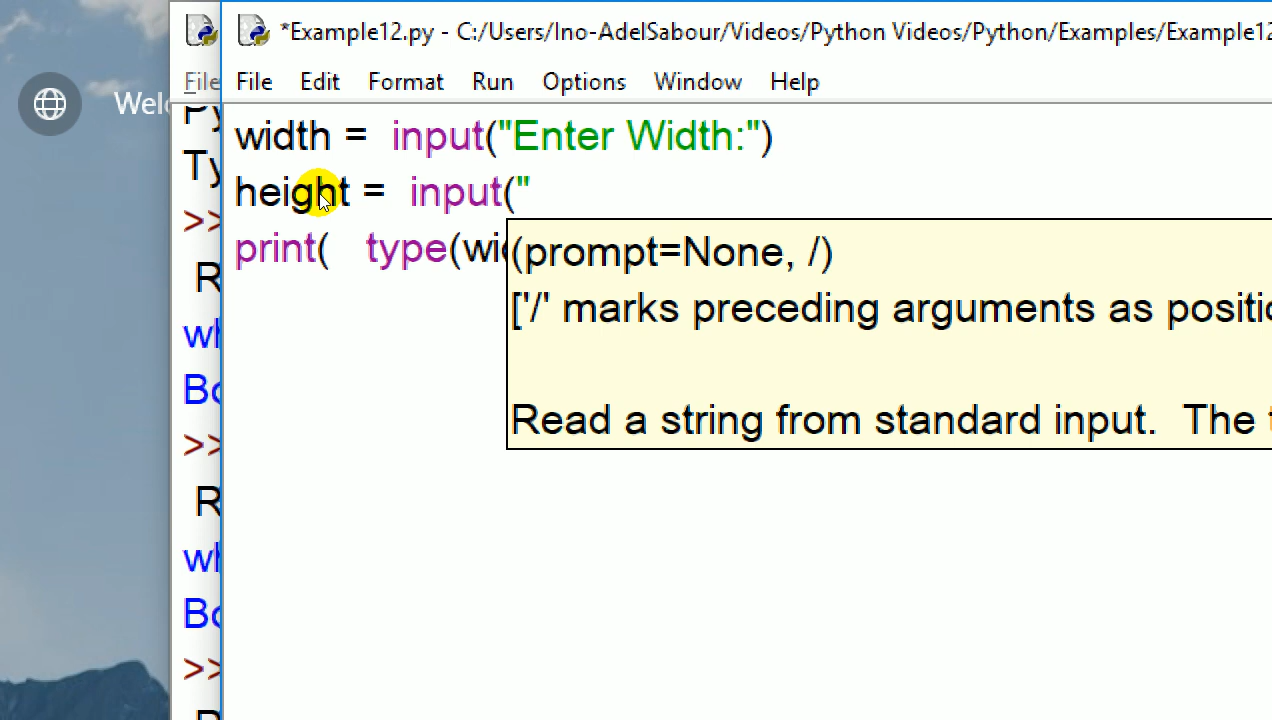 *Example12.py - C:/Users/Ino-AdelSabour/Videos/Python Videos/Python/Examples/Example12
File
File Edit Format Run Options Window Help
width = input("Enter Width:")
height = input("
print( type(wi
(prompt=None, /)
['/' marks preceding arguments as positio
Read a string from standard input. The
>>
>>
>>